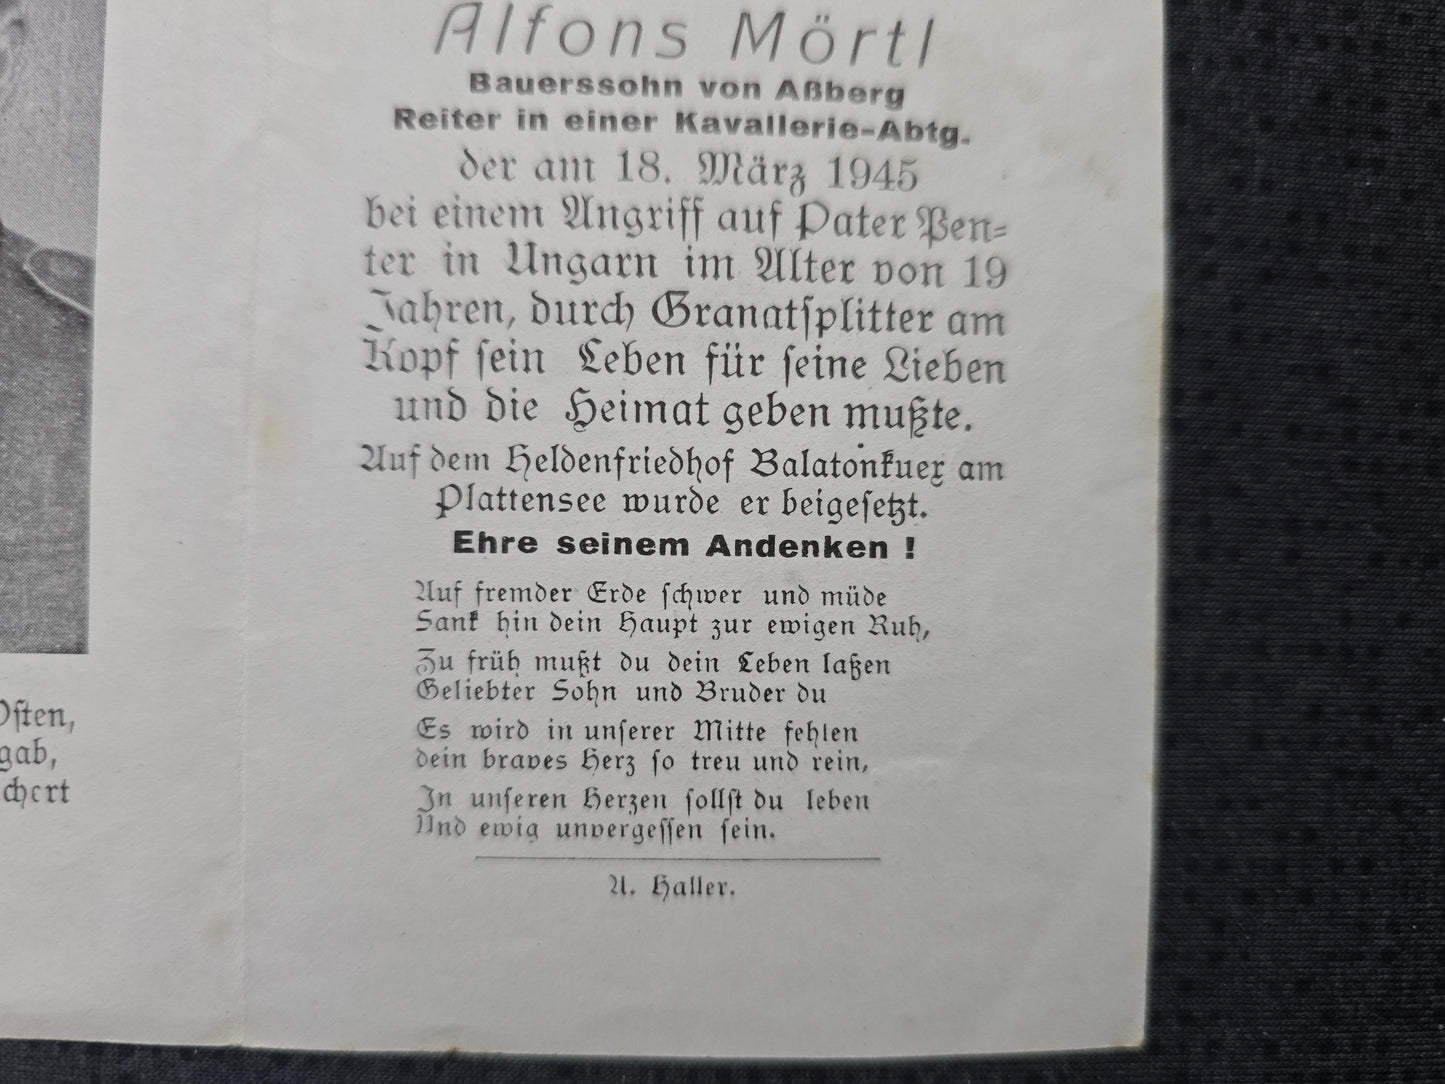 Alfons Mörtl
Bauerssohn von Aßberg
Reiter in einer Kavallerie-Abtg.
der am 18. März 1945
bei einem Angriff auf Pater Pen-
ter in Ungarn im Alter von 19
Jahren, durch Granatsplitter am
Kopf sein Leben für seine Lieben
und die Heimat geben mußte.
Auf dem Heldenfriedhof Balatonkuex am
Plattensee wurde er beigesetzt.
Ehre seinem Andenken !
Auf fremder Erde schwer und müde
Sank hin dein Haupt zur ewigen Ruh,
Zu früh mußt du dein Leben laßen
Geliebter Sohn und Bruder du
Es wird in unserer Mitte fehlen
dein braves Herz so treu und rein,
In unseren Herzen sollst du leben
Und ewig unvergessen sein.
A. Haller.
Osten,
gab,
chert